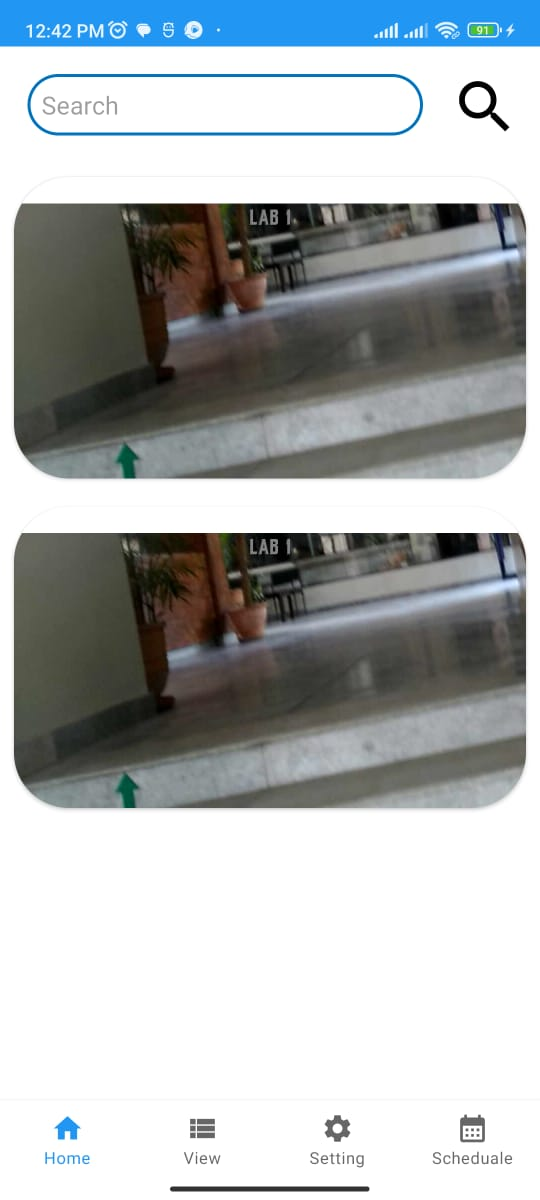 12:42 PM
91
Search
LAB 1
LAB 1
Home
View
Setting
Scheduale